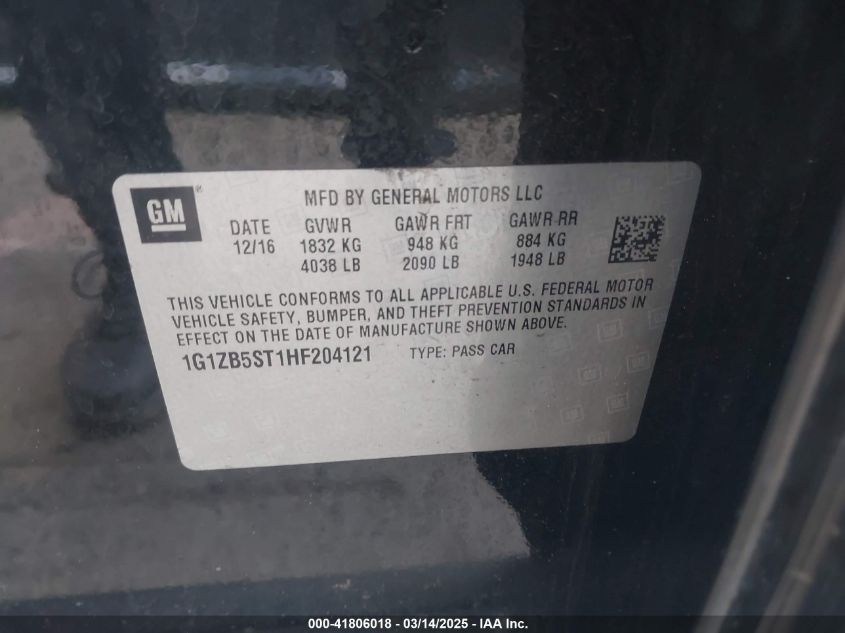 GM ®
MFD BY GENERAL MOTORS LLC
DATE GVWR GAWR FRT GAWR RR
12/16 1832 KG 948 KG 884 KG
4038 LB 2090 LB 1948 LB
THIS VEHICLE CONFORMS TO ALL APPLICABLE U.S. FEDERAL MOTOR
VEHICLE SAFETY, BUMPER, AND THEFT PREVENTION STANDARDS IN
EFFECT ON THE DATE OF MANUFACTURE SHOWN ABOVE.
1G1ZB5ST1HF204121 TYPE: PASS CAR
000-41806018 - 03/14/2025 - IAA Inc.